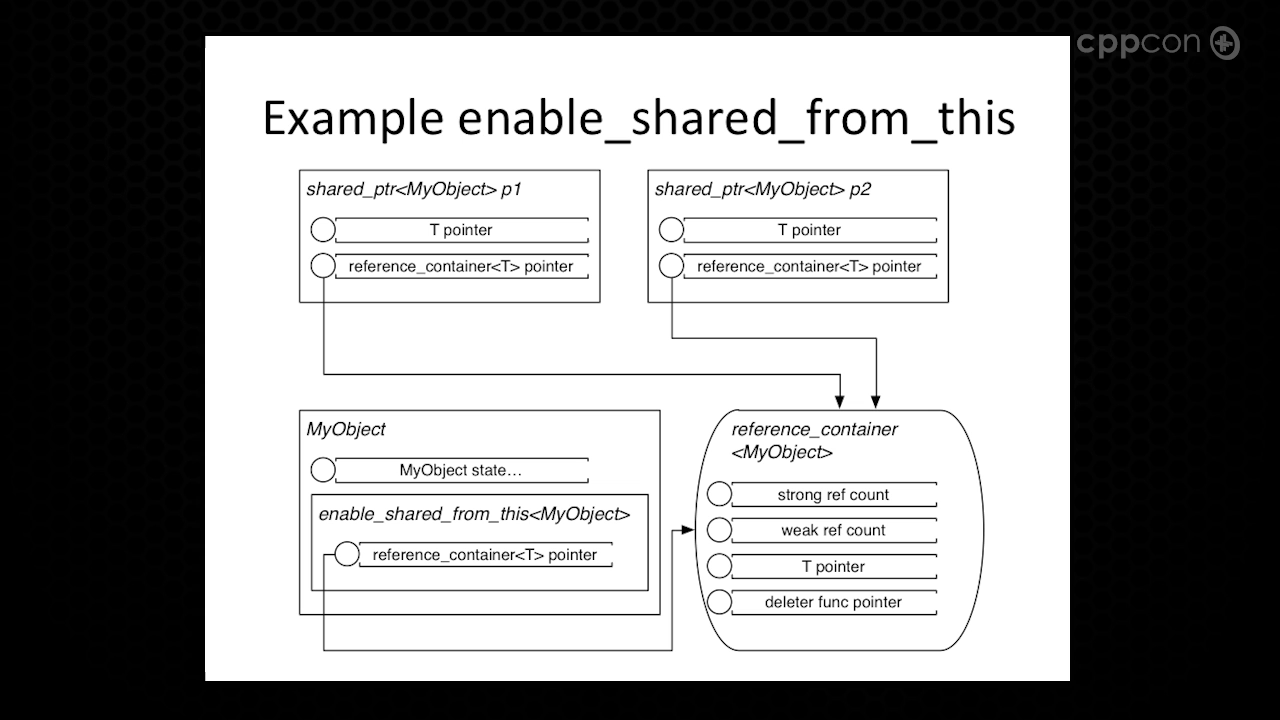 cppcon
Example enable_shared_from_this
shared_ptr<MyObject> p1
T pointer
reference_container<T> pointer
shared_ptr<MyObject> p2
T pointer
reference_container<T> pointer
MyObject
MyObject state...
enable_shared_from_this<MyObject>
reference_container<T> pointer
reference_container
<MyObject>
strong ref count
weak ref count
T pointer
deleter func pointer